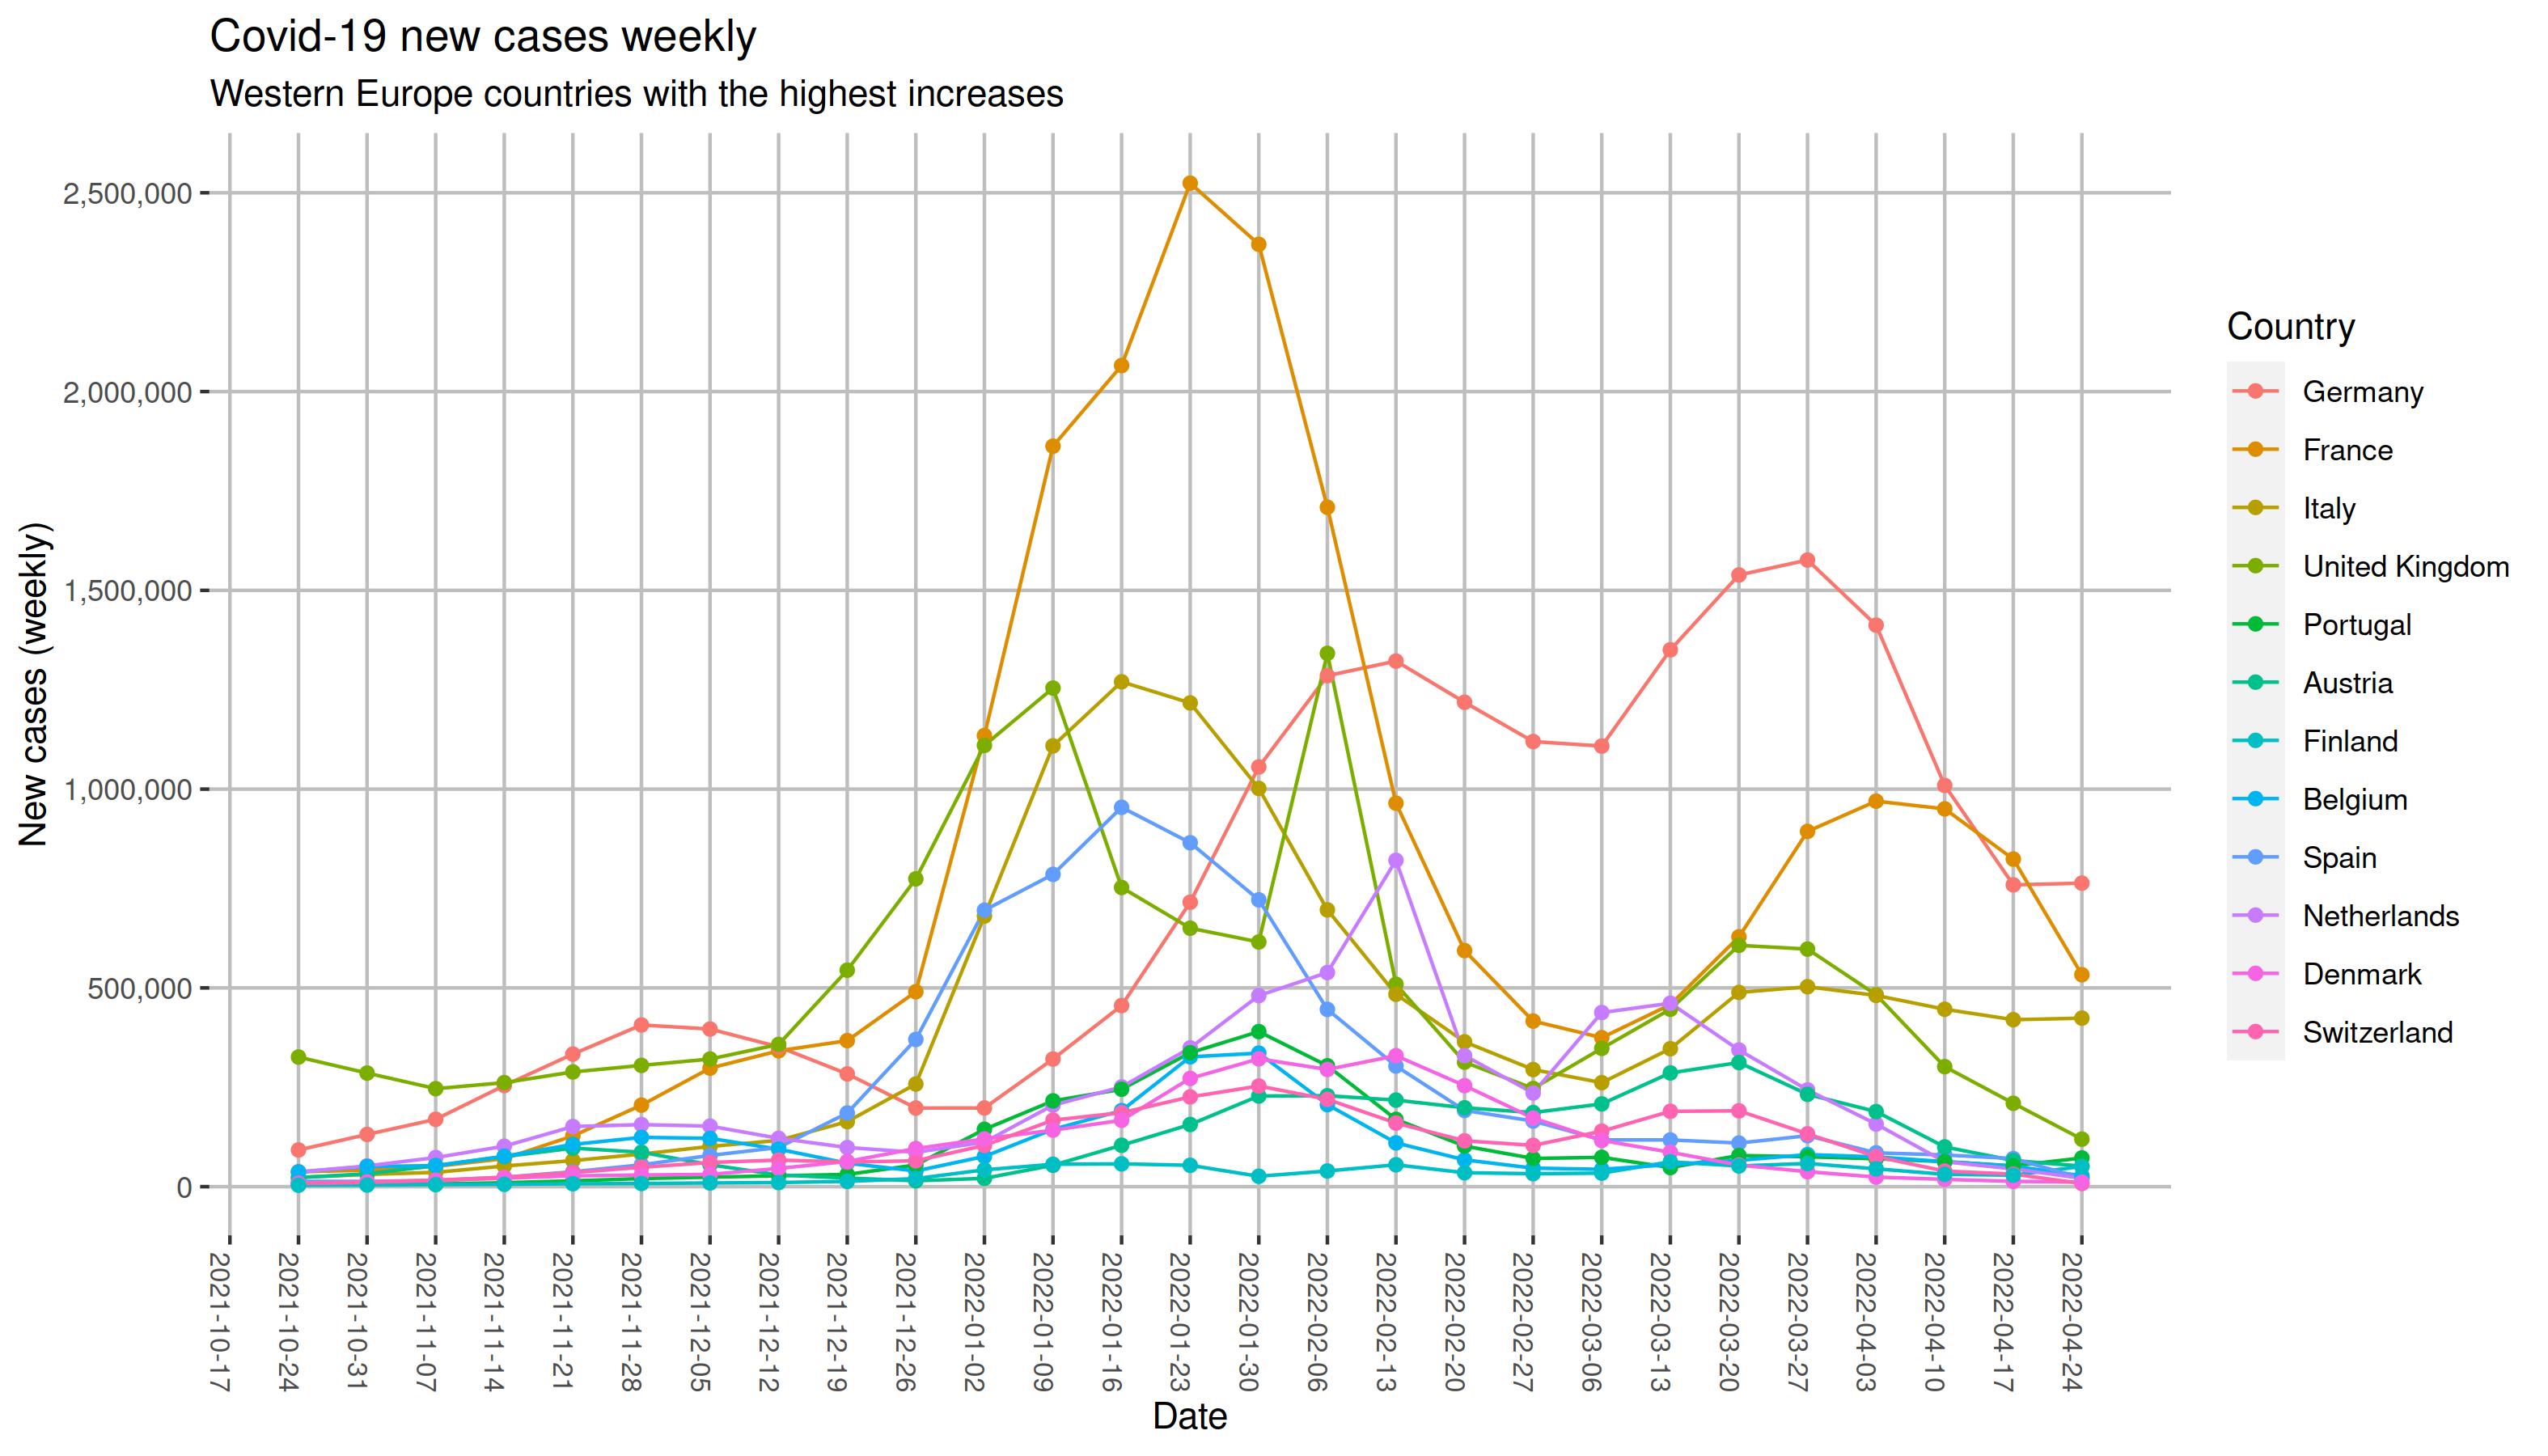 Covid-19 new cases weekly
Western Europe countries with the highest increases
New cases (weekly)
2,500,000
2,000,000
1,500,000
1,000,000
500,000
0
2021-10-17
2021-10-24
2021-10-31
2021-11-07
2021-11-14
2021-11-21
2021-11-28
2021-12-05
2021-12-12
2021-12-19
2021-12-26
2022-01-02
2022-01-09
2022-01-16
2022-01-23
2022-01-30
2022-02-06
2022-02-13
2022-02-20
2022-02-27
2022-03-06
2022-03-13
2022-03-20
2022-03-27
2022-04-03
2022-04-10
2022-04-17
2022-04-24
Date
Country
Germany
France
Italy
United Kingdom
Portugal
Austria
Finland
Belgium
Spain
Netherlands
Denmark
Switzerland